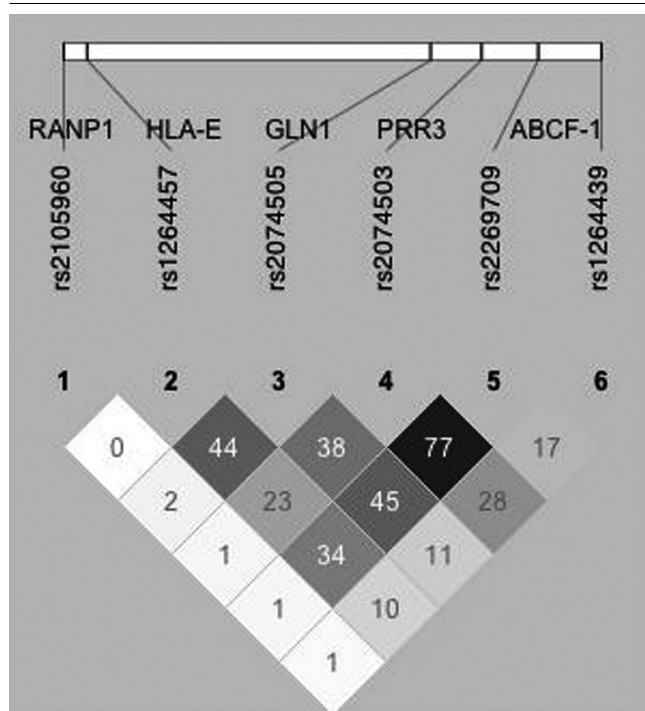 RANP1 HLA-E GLN1 PRR3 ABCF-1
rs2105960 rs1264457 rs2074505 rs2074503 rs2269709 rs1264439
1 2 3 4 5 6
0 44 38 77 17
2 23 45 28
1 34 11
1 10
1